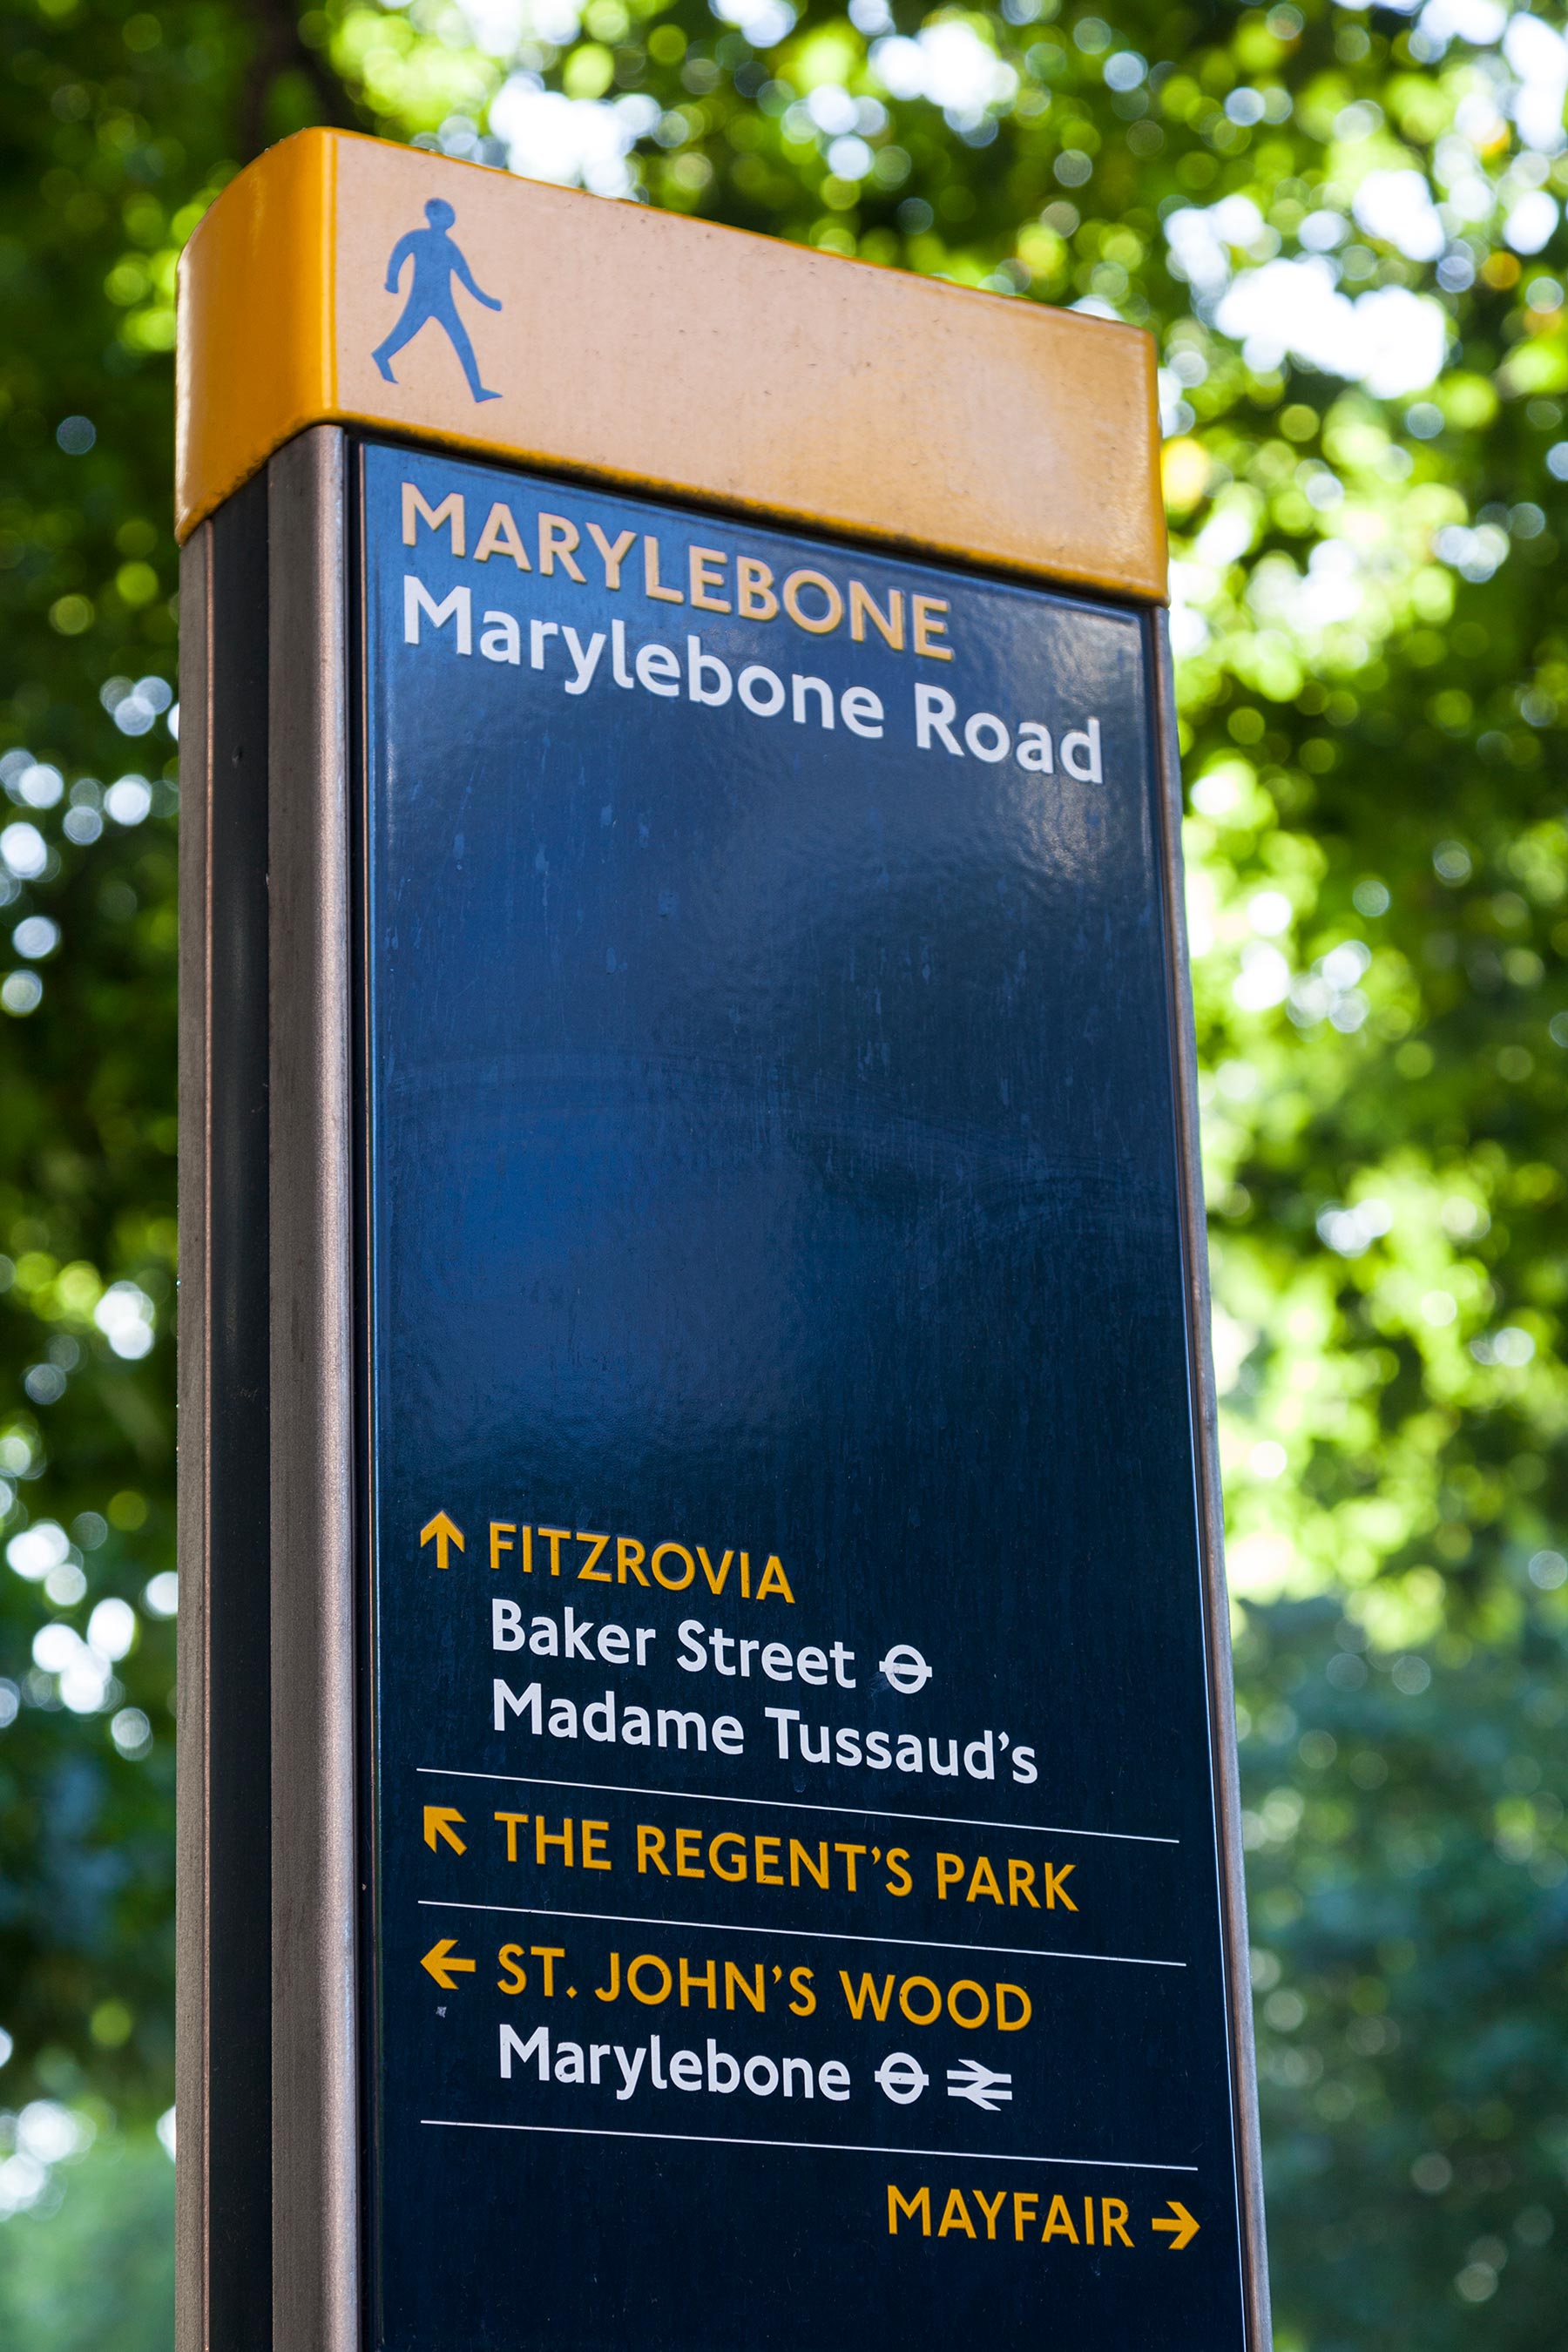 MARYLEBONE
Marylebone Road
FITZROVIA
Baker Street
Madame Tussaud's
THE REGENT'S PARK
ST. JOHN'S WOOD
Marylebone
MAYFAIR